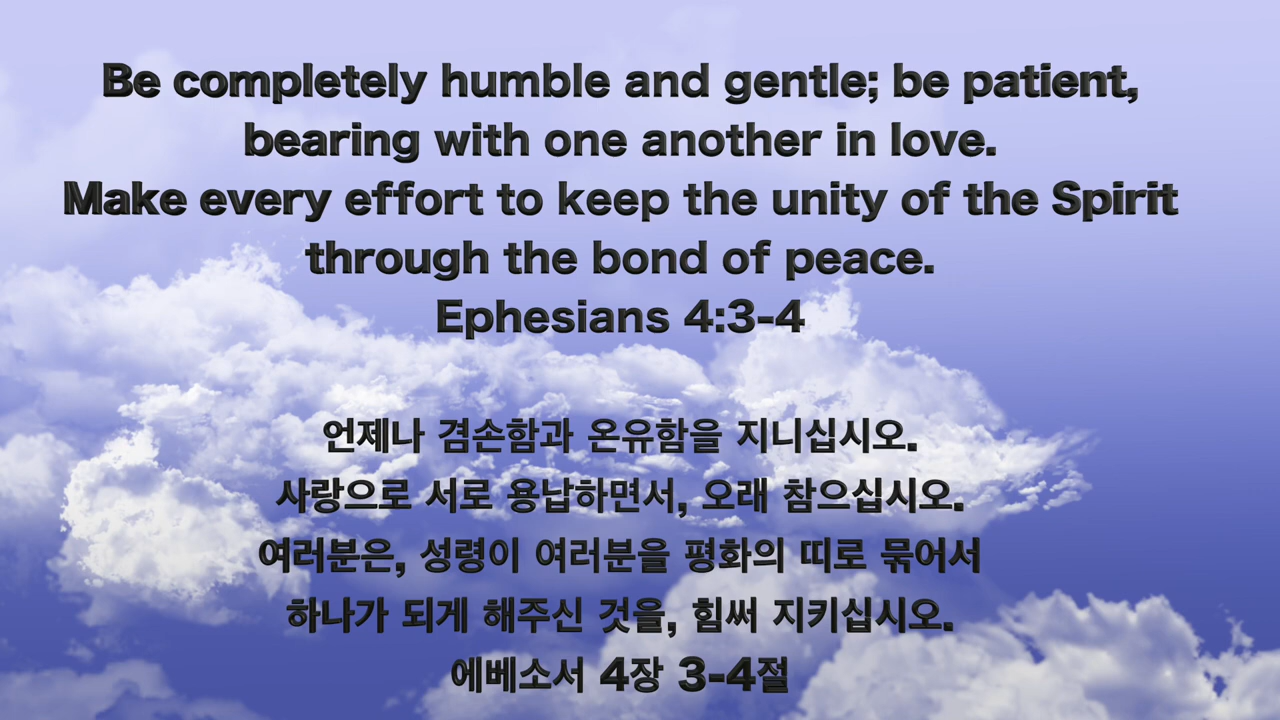 Be completely humble and gentle; be patient,
bearing with one another in love.
Make every effort to keep the unity of the Spirit
through the bond of peace.
Ephesians 4:3-4
언제나 겸손함과 온유함을 지니십시오.
사랑으로 서로 용납하면서, 오래 참으십시오.
여러분은, 성령이 여러분을 평화의 띠로 묶어서
하나가 되게 해주신 것을, 힘써 지키십시오.
에베소서 4장 3-4절